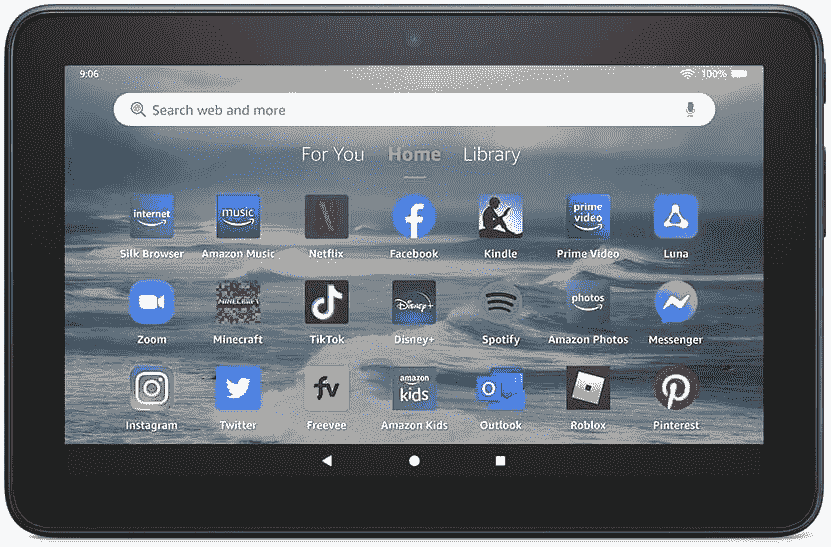 9:06 100%
Search web and more
For You Home Library
internet music prime video
Silk Browser Amazon Music Netflix Facebook Kindle Prime Video Luna
MINECRAFT Disney+ photos
Zoom Minecraft TikTok Disney+ Spotify Amazon Photos Messenger
fv amazon kids O
Instagram Twitter Freevee Amazon Kids Outlook Roblox Pinterest